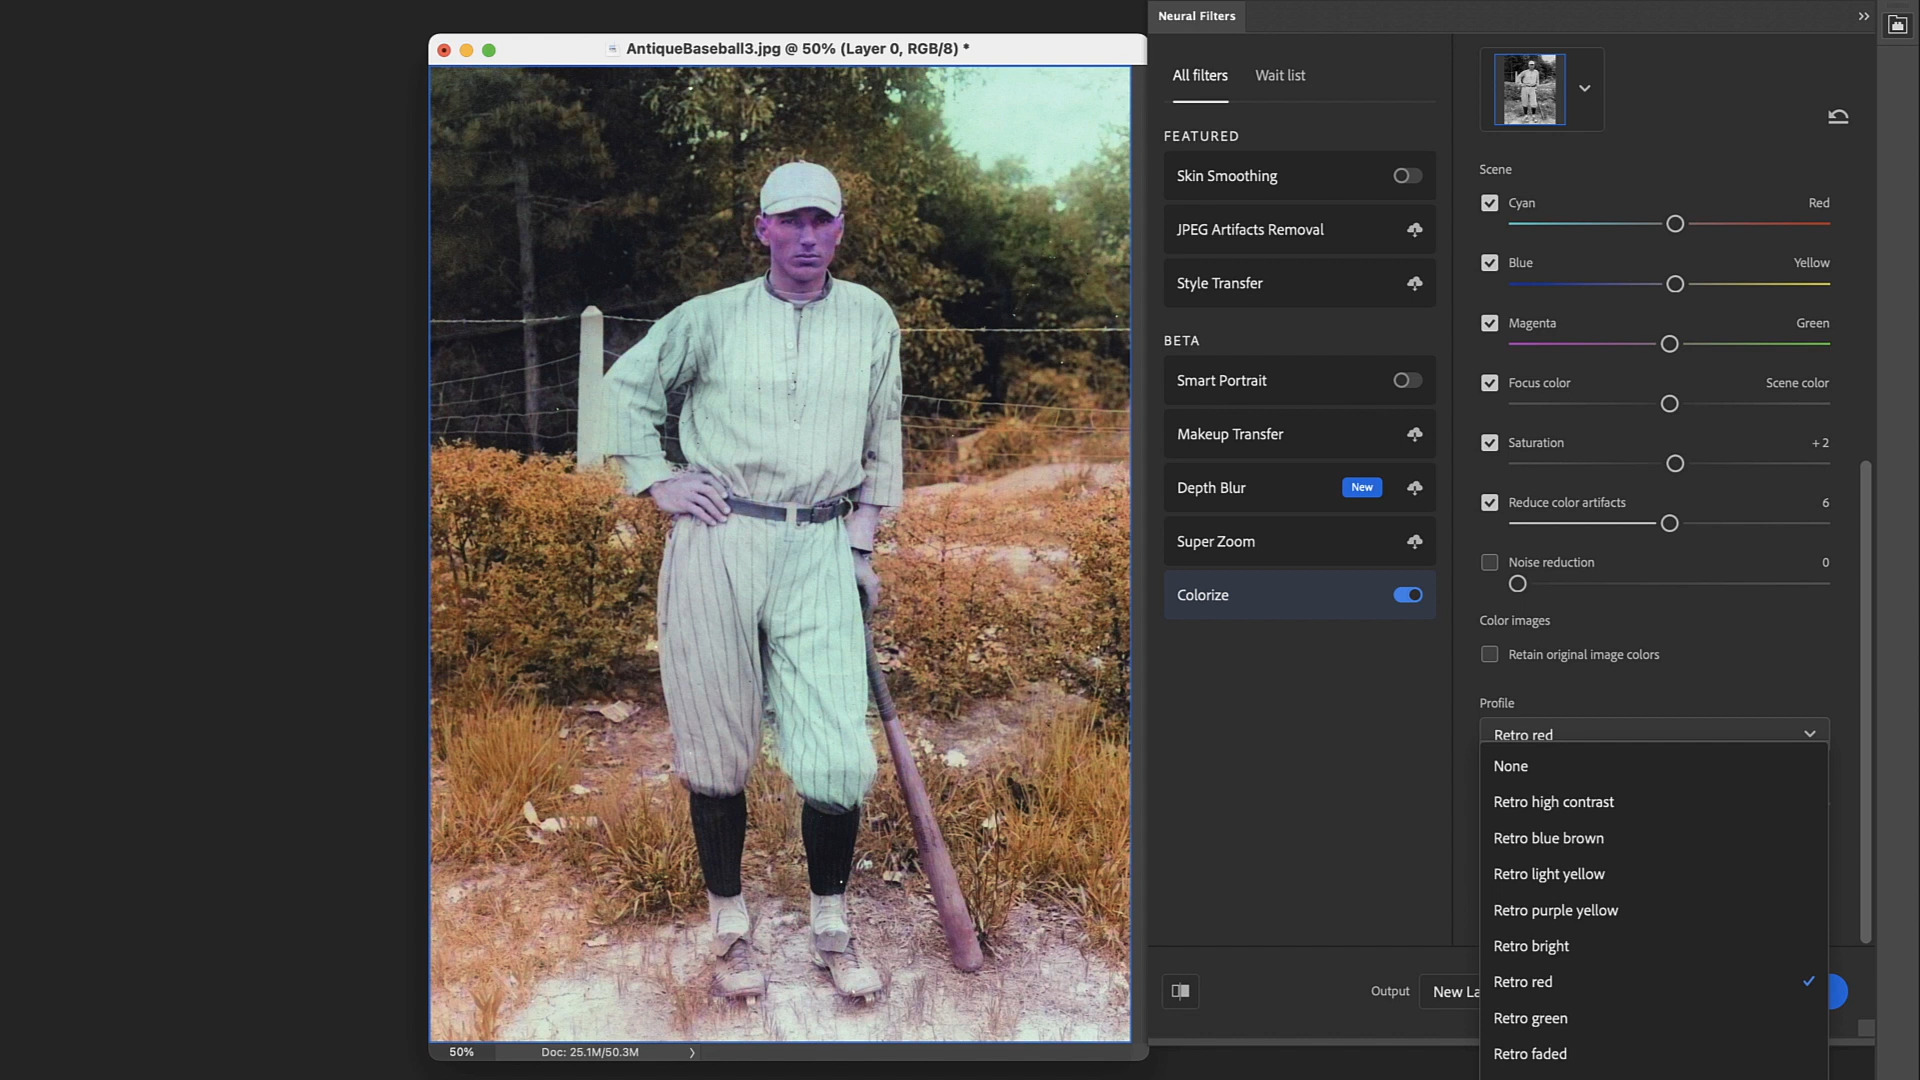 Neural Filters
AntiqueBaseball3.jpg @ 50% (Layer 0, RGB/8) *
All filters
Wait list
FEATURED
Skin Smoothing
JPEG Artifacts Removal
Style Transfer
BETA
Smart Portrait
Makeup Transfer
Depth Blur New
Super Zoom
Colorize
Scene
Cyan Red
Blue Yellow
Magenta Green
Focus color Scene color
Saturation +2
Reduce color artifacts 6
Noise reduction 0
Color images
Retain original image colors
Profile
Retro red
None
Retro high contrast
Retro blue brown
Retro light yellow
Retro purple yellow
Retro bright
Retro red
Retro green
Retro faded
Output New La
50% Doc: 25.1M/50.3M